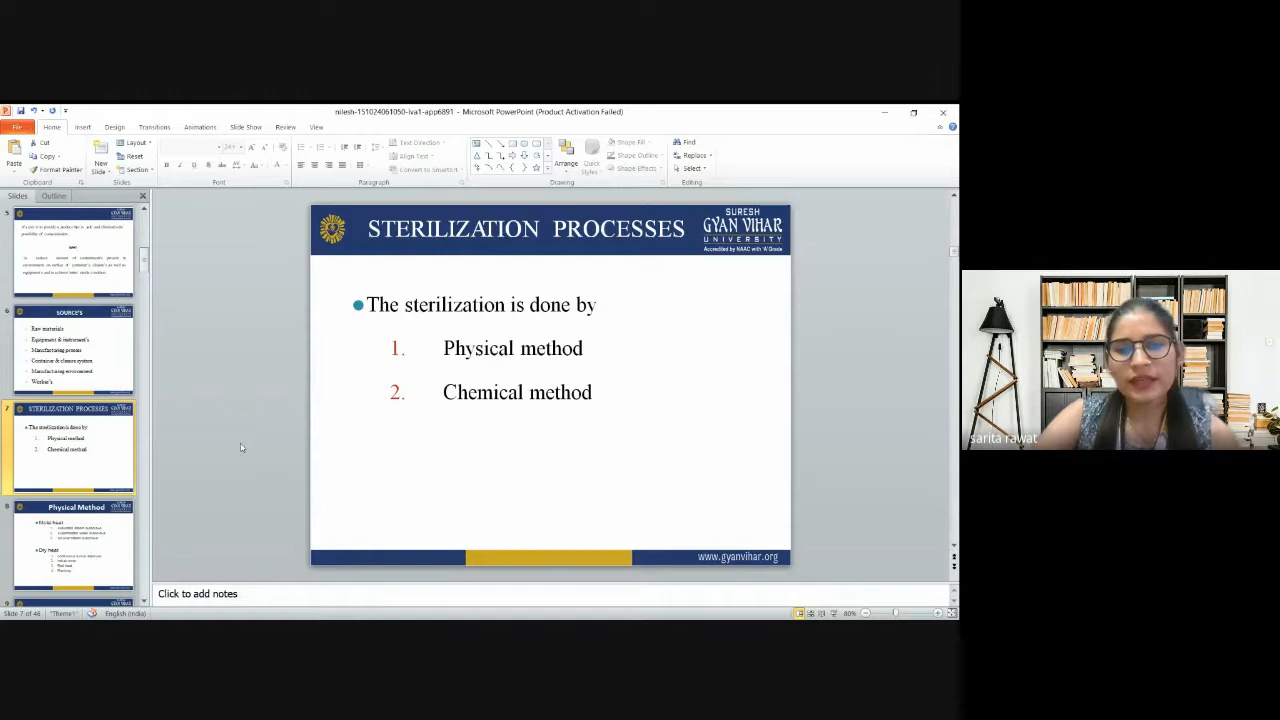 nilesh-151024061050-lva1-app6891 - Microsoft PowerPoint (Product Activation Failed)
File Home Insert Design Transitions Animations Slide Show Review View
Paste
Cut
Copy
Format Painter
Clipboard
New Slide
Layout
Reset
Section
Slides
Font
Text Direction
Align Text
Convert to SmartArt
Paragraph
Arrange
Quick Styles
Shape Fill
Shape Outline
Shape Effects
Drawing
Find
Replace
Select
Editing
Slides Outline
5
6
SOURCE'S
Raw materials
Equipment & instrument's
Manufacturing process
Container & closure system
Manufacturing environment
Worker's
7
STERILIZATION PROCESSES
The sterilization is done by
1. Physical method
2. Chemical method
8
Physical Method
Moist heat
Dry heat
9
STERILIZATION PROCESSES
SURESH
GYAN VIHAR
UNIVERSITY
Accredited by NAAC with 'A' Grade
The sterilization is done by
1. Physical method
2. Chemical method
www.gyanvihar.org
Click to add notes
Slide 7 of 46 "Theme1" English (India) 80%
sarita rawat